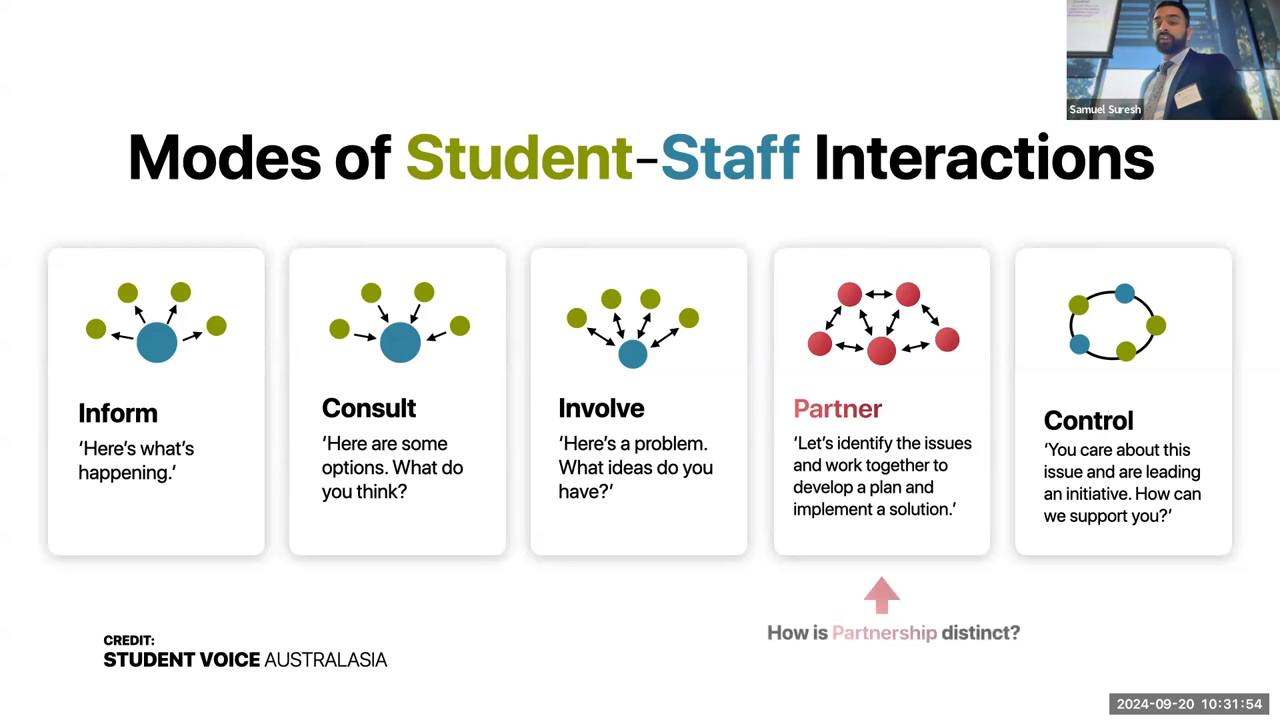 Samuel Suresh
Modes of Student-Staff Interactions
Inform
‘Here’s what’s
happening.’
Consult
‘Here are some
options. What do
you think?
Involve
‘Here’s a problem.
What ideas do you
have?’
Partner
‘Let’s identify the issues
and work together to
develop a plan and
implement a solution.’
Control
‘You care about this
issue and are leading
an initiative. How can
we support you?’
How is Partnership distinct?
CREDIT:
STUDENT VOICE AUSTRALASIA
2024-09-20 10:31:54